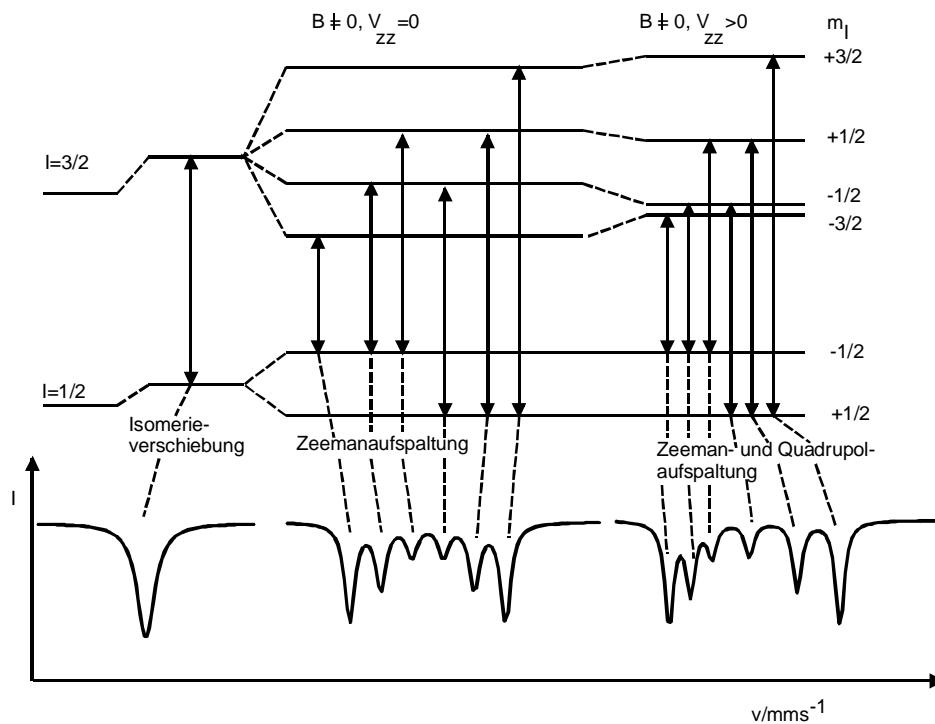 B ‡ 0, V_zz=0
B ‡ 0, V_zz>0
m_I
+3/2
+1/2
I=3/2
-1/2
-3/2
-1/2
I=1/2
+1/2
Isomerie-
verschiebung
Zeemanaufspaltung
Zeeman- und Quadrupol-
aufspaltung
I
v/mms^-1